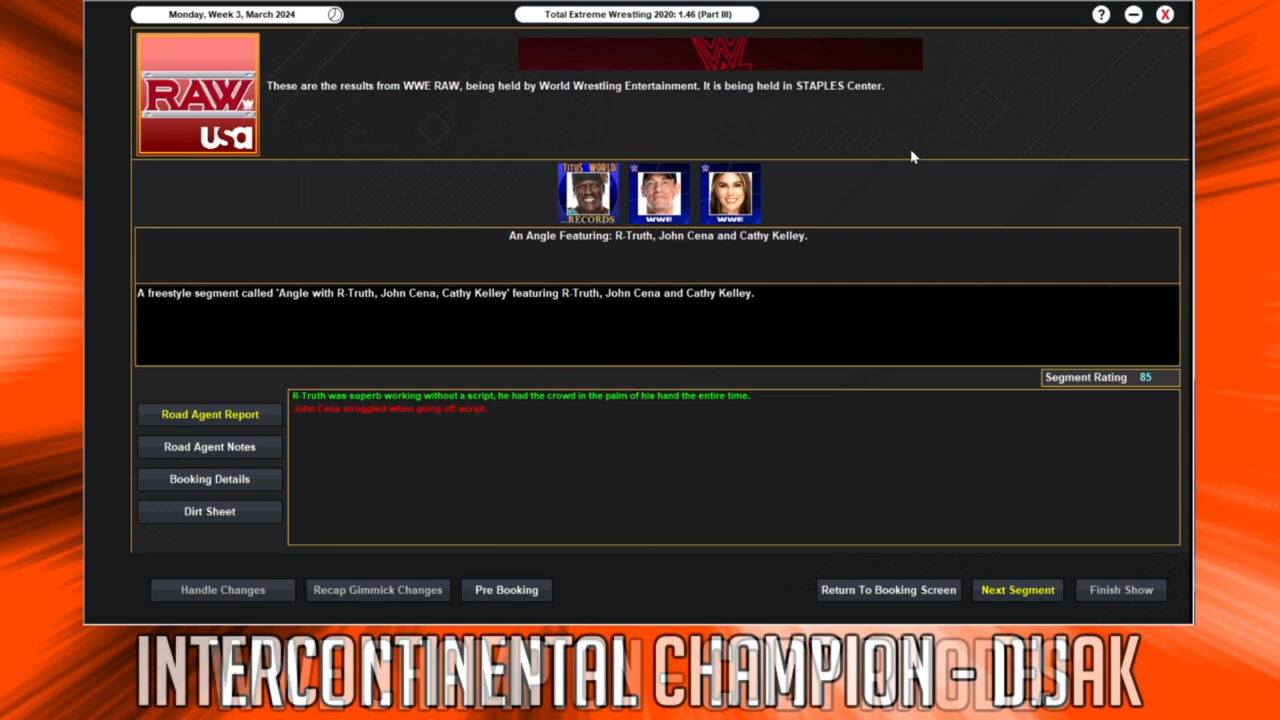 Monday, Week 3, March 2024
Total Extreme Wrestling 2020: 1.46 (Part III)
?
X
RAW
usa
These are the results from WWE RAW, being held by World Wrestling Entertainment. It is being held in STAPLES Center.
TITUS WORLD
RECORDS
WWE
WWE
An Angle Featuring: R-Truth, John Cena and Cathy Kelley.
A freestyle segment called 'Angle with R-Truth, John Cena, Cathy Kelley' featuring R-Truth, John Cena and Cathy Kelley.
Segment Rating 85
R-Truth was superb working without a script, he had the crowd in the palm of his hand the entire time.
John Cena struggled when going off-script.
Road Agent Report
Road Agent Notes
Booking Details
Dirt Sheet
Handle Changes
Recap Gimmick Changes
Pre Booking
Return To Booking Screen
Next Segment
Finish Show
INTERCONTINENTAL CHAMPION - DIJAK